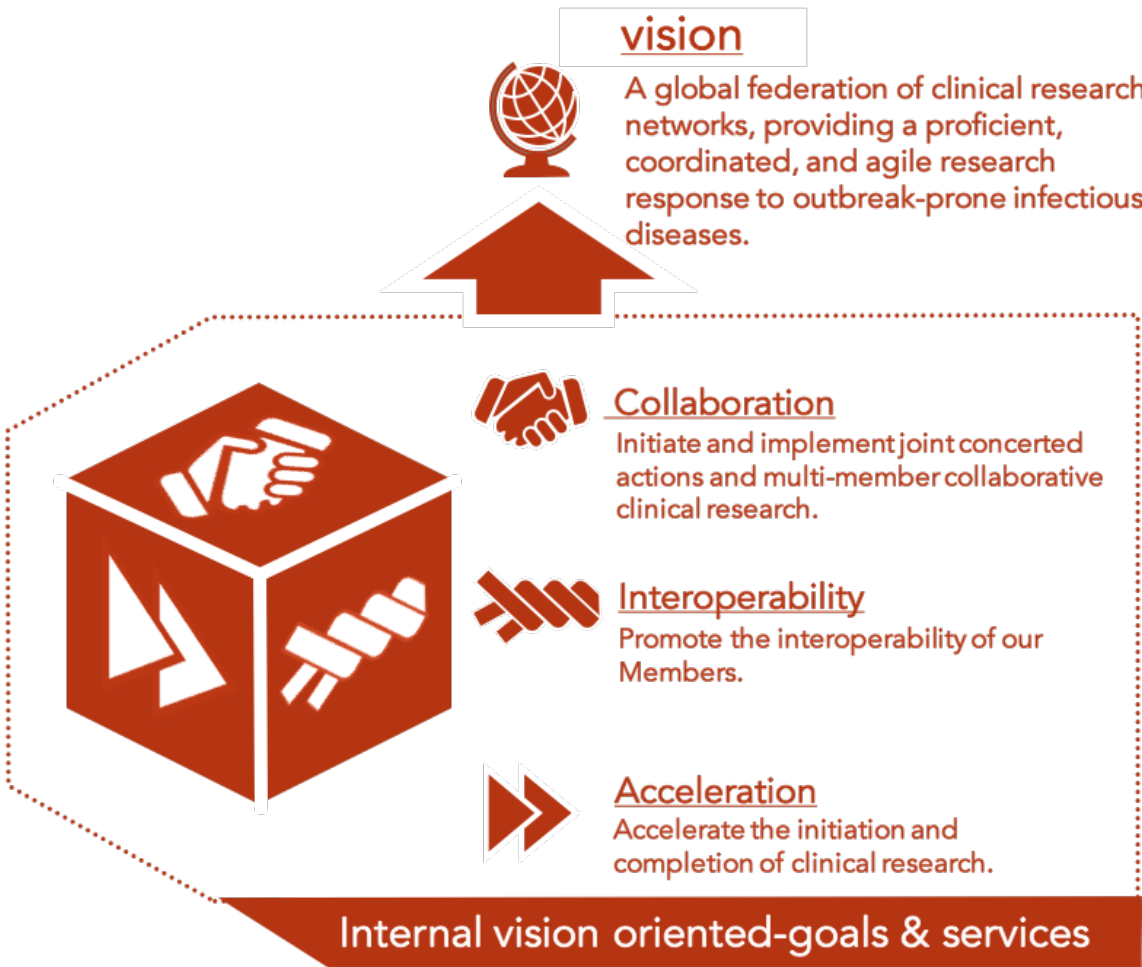 vision
A global federation of clinical research
networks, providing a proficient,
coordinated, and agile research
response to outbreak-prone infectious
diseases.
Collaboration
Initiate and implement joint concerted
actions and multi-member collaborative
clinical research.
Interoperability
Promote the interoperability of our
Members.
Acceleration
Accelerate the initiation and
completion of clinical research.
Internal vision oriented-goals & services